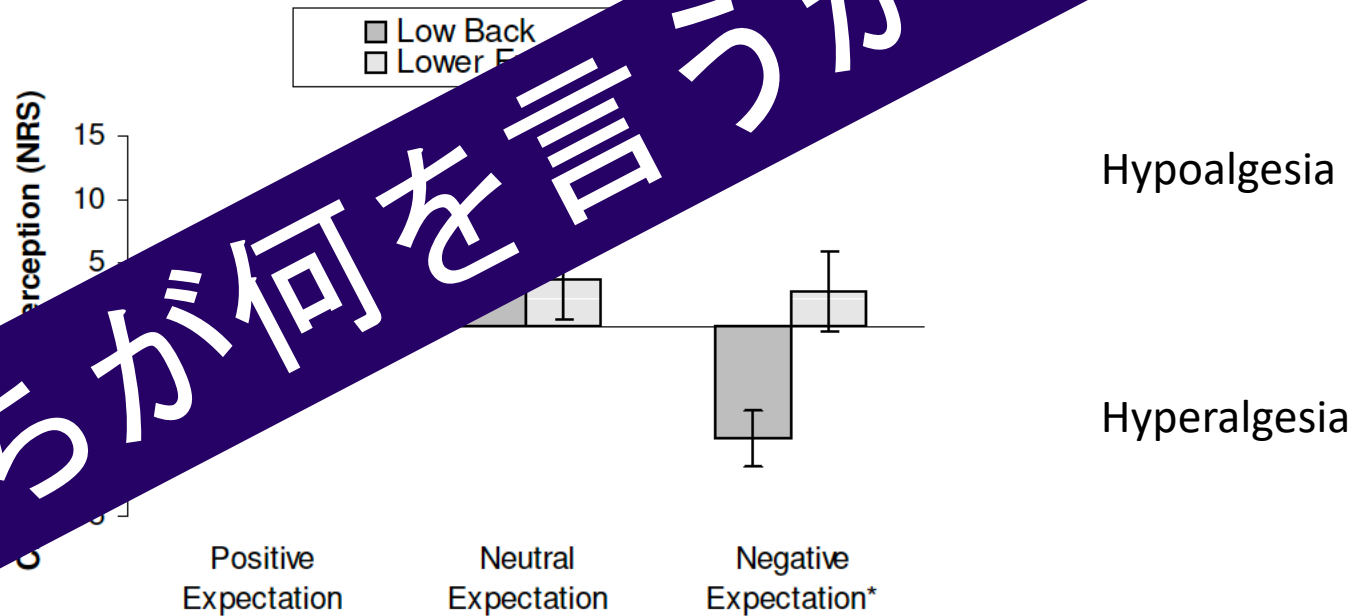 Low Back
Lower
erception (NRS)
15
10
5
ちが何を言うか
Hypoalgesia
Hyperalgesia
Positive
Expectation
Neutral
Expectation
Negative
Expectation*